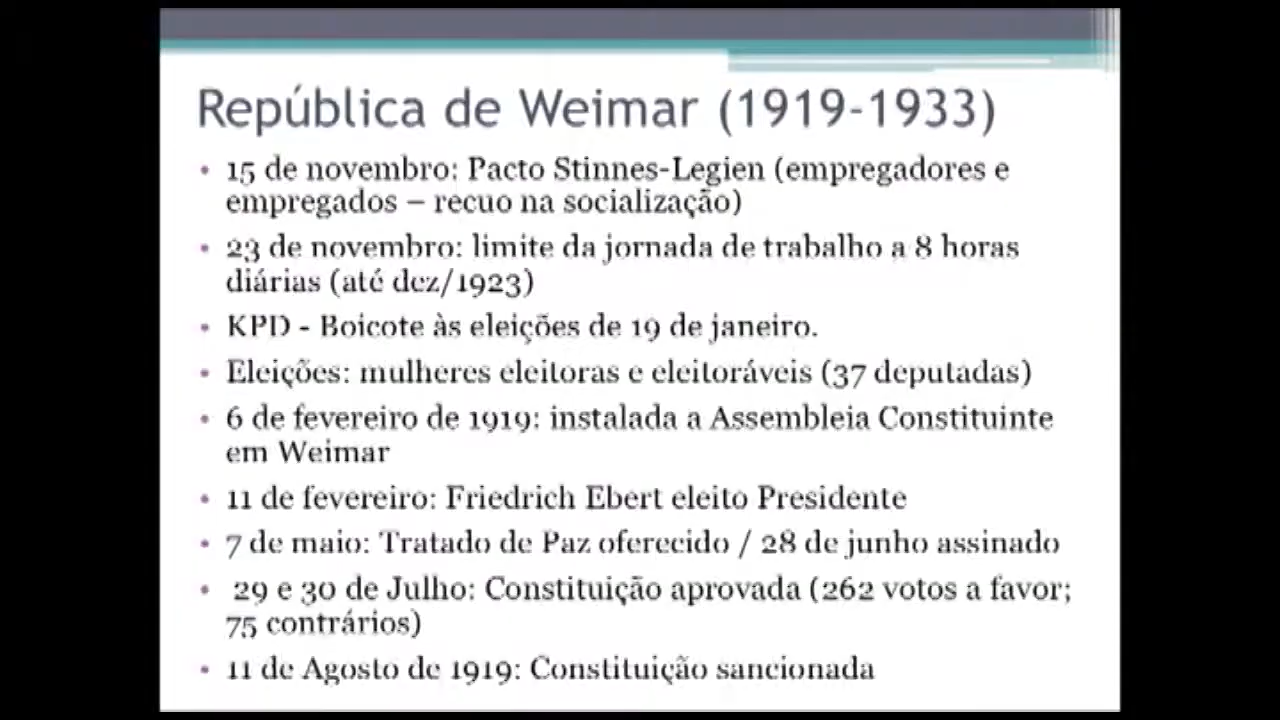 República de Weimar (1919-1933)
• 15 de novembro: Pacto Stinnes-Legien (empregadores e
empregados – recuo na socialização)
• 23 de novembro: limite da jornada de trabalho a 8 horas
diárias (até dez/1923)
• KPD - Boicote às eleições de 19 de janeiro.
• Eleições: mulheres eleitoras e eleitoráveis (37 deputadas)
• 6 de fevereiro de 1919: instalada a Assembleia Constituinte
em Weimar
• 11 de fevereiro: Friedrich Ebert eleito Presidente
• 7 de maio: Tratado de Paz oferecido / 28 de junho assinado
• 29 e 30 de Julho: Constituição aprovada (262 votos a favor;
75 contrários)
• 11 de Agosto de 1919: Constituição sancionada